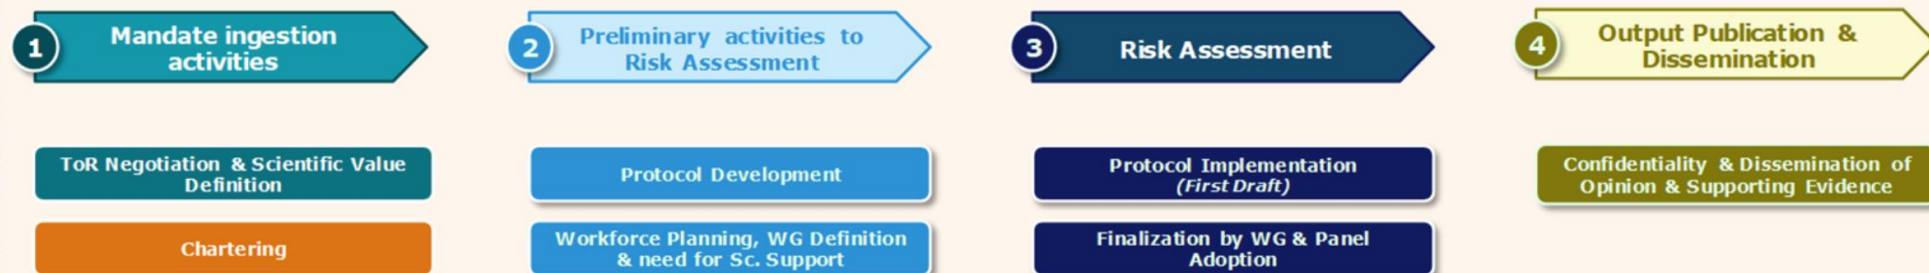 1
Mandate ingestion
activities
2
Preliminary activities to
Risk Assessment
3
Risk Assessment
4
Output Publication &
Dissemination
ToR Negotiation & Scientific Value
Definition
Protocol Development
Protocol Implementation
(First Draft)
Confidentiality & Dissemination of
Opinion & Supporting Evidence
Chartering
Workforce Planning, WG Definition
& need for Sc. Support
Finalization by WG & Panel
Adoption